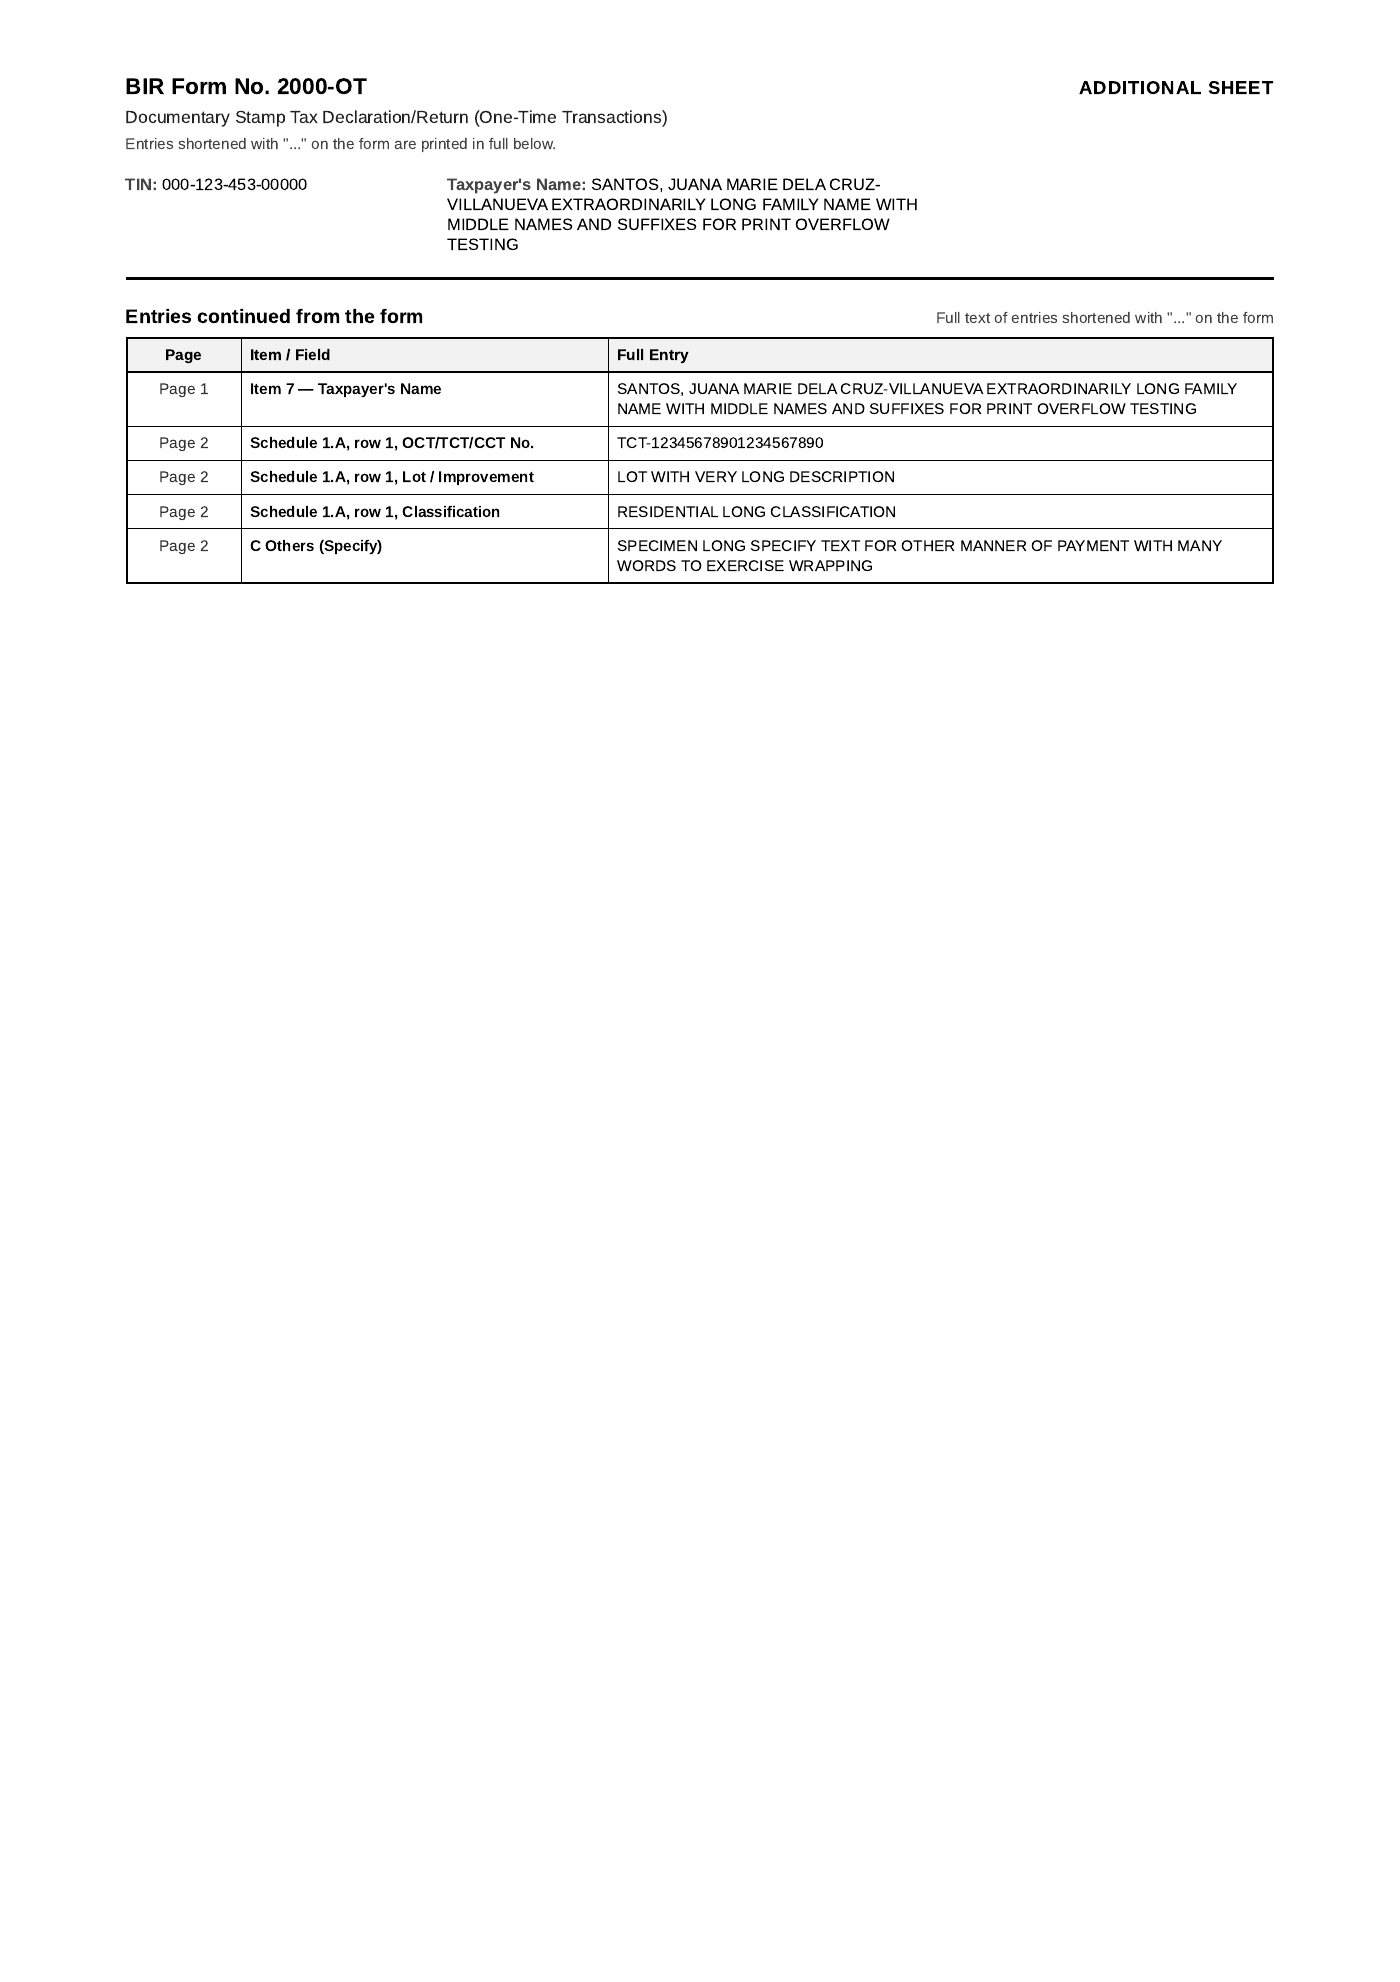 BIR Form No. 2000-OT
ADDITIONAL SHEET
Documentary Stamp Tax Declaration/Return (One-Time Transactions)
Entries shortened with "..." on the form are printed in full below.
TIN: 000-123-453-00000
Taxpayer's Name: SANTOS, JUANA MARIE DELA CRUZ-
VILLANUEVA EXTRAORDINARILY LONG FAMILY NAME WITH
MIDDLE NAMES AND SUFFIXES FOR PRINT OVERFLOW
TESTING
Entries continued from the form
Full text of entries shortened with "..." on the form
Page Item / Field Full Entry
Page 1 Item 7 — Taxpayer's Name SANTOS, JUANA MARIE DELA CRUZ-VILLANUEVA EXTRAORDINARILY LONG FAMILY
NAME WITH MIDDLE NAMES AND SUFFIXES FOR PRINT OVERFLOW TESTING
Page 2 Schedule 1.A, row 1, OCT/TCT/CCT No. TCT-12345678901234567890
Page 2 Schedule 1.A, row 1, Lot / Improvement LOT WITH VERY LONG DESCRIPTION
Page 2 Schedule 1.A, row 1, Classification RESIDENTIAL LONG CLASSIFICATION
Page 2 C Others (Specify) SPECIMEN LONG SPECIFY TEXT FOR OTHER MANNER OF PAYMENT WITH MANY
WORDS TO EXERCISE WRAPPING